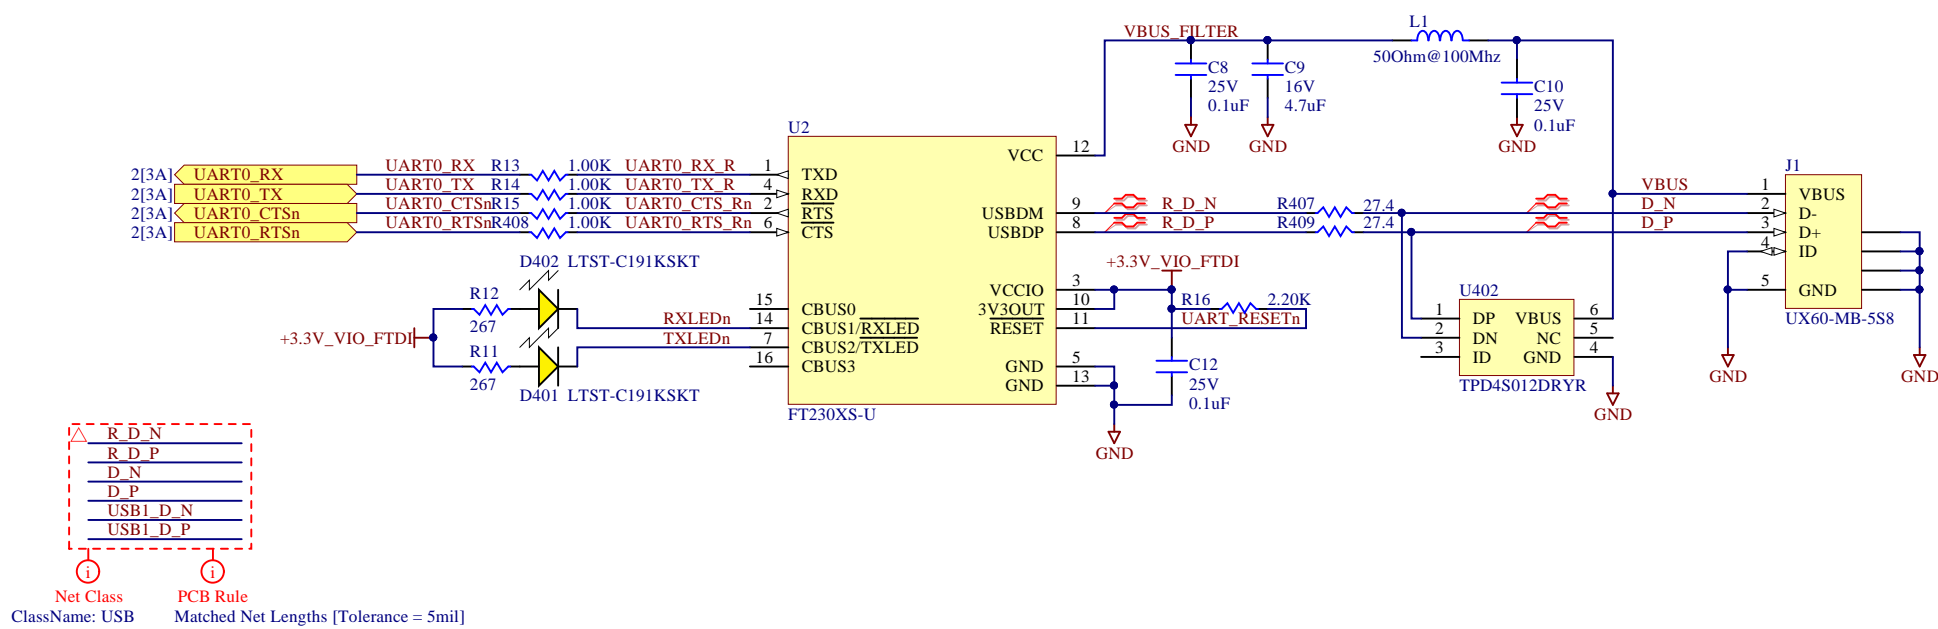 VBUS_FILTER
L1
50Ohm@100Mhz
C8
25V
0.1uF
GND
C9
16V
4.7uF
GND
C10
25V
0.1uF
GND
2[3A] UART0_RX UART0_RX R13 1.00K UART0_RX_R 1
2[3A] UART0_TX UART0_TX R14 1.00K UART0_TX_R 4
2[3A] UART0_CTSn UART0_CTSn R15 1.00K UART0_CTS_Rn 2
2[3A] UART0_RTSn UART0_RTSn R408 1.00K UART0_RTS_Rn 6
U2
VCC 12
TXD
RXD
RTS
CTS
USBDM 9
USBDP 8
VCCIO 3
3V3OUT 10
RESET 11
15 CBUS0
14 CBUS1/RXLED
7 CBUS2/TXLED
16 CBUS3
GND 5
GND 13
FT230XS-U
GND
R_D_N R407 27.4 D_N
R_D_P R409 27.4 D_P
+3.3V_VIO_FTDI
R16 2.20K
UART_RESETn
C12
25V
0.1uF
D402 LTST-C191KSKT
R12
267
RXLEDn
+3.3V_VIO_FTDI
TXLEDn
R11
267
D401 LTST-C191KSKT
U402
1 DP VBUS 6
2 DN NC 5
3 ID GND 4
TPD4S012DRYR
GND
J1
VBUS 1 VBUS
2 D-
3 D+
4 ID
5 GND
UX60-MB-5S8
GND
GND
R_D_N
R_D_P
D_N
D_P
USB1_D_N
USB1_D_P
i i
Net Class PCB Rule
ClassName: USB Matched Net Lengths [Tolerance = 5mil]